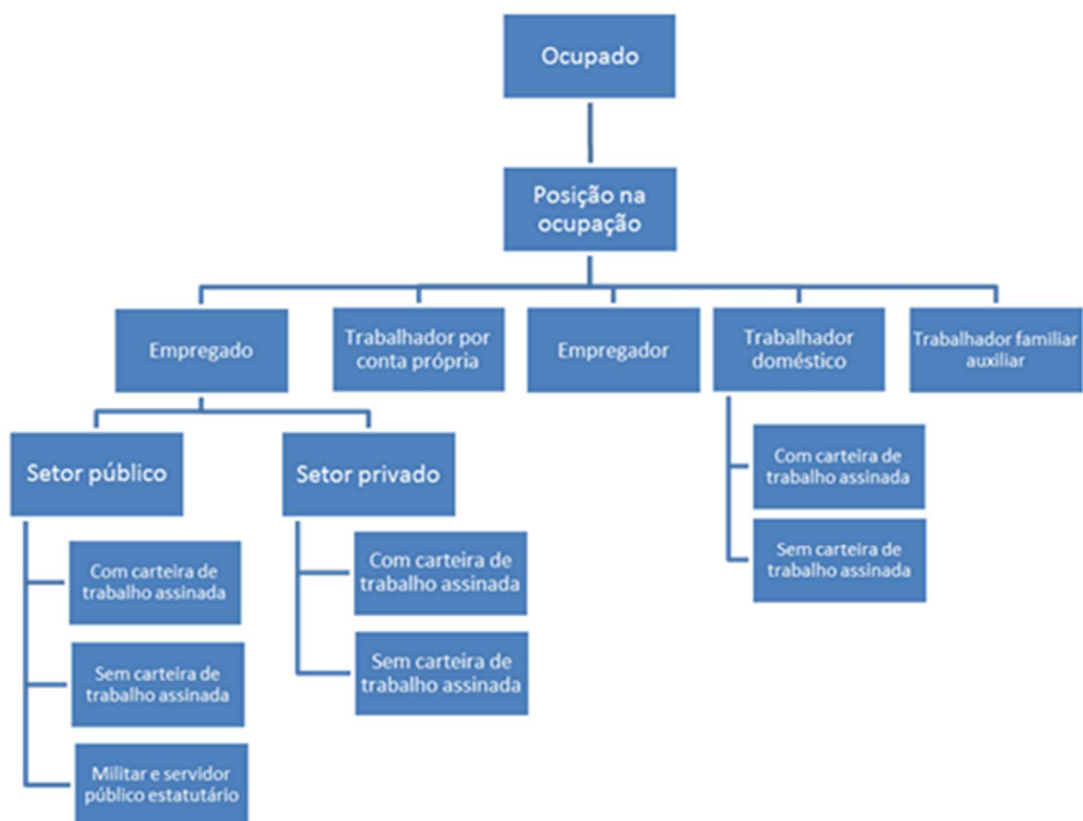 Ocupado
Posição na
ocupação
Empregado
Trabalhador por
conta própria
Empregador
Trabalhador
doméstico
Trabalhador familiar
auxiliar
Setor público
Setor privado
Com carteira de
trabalho assinada
Sem carteira de
trabalho assinada
Com carteira de
trabalho assinada
Sem carteira de
trabalho assinada
Militar e servidor
público estatutário
Com carteira de
trabalho assinada
Sem carteira de
trabalho assinada